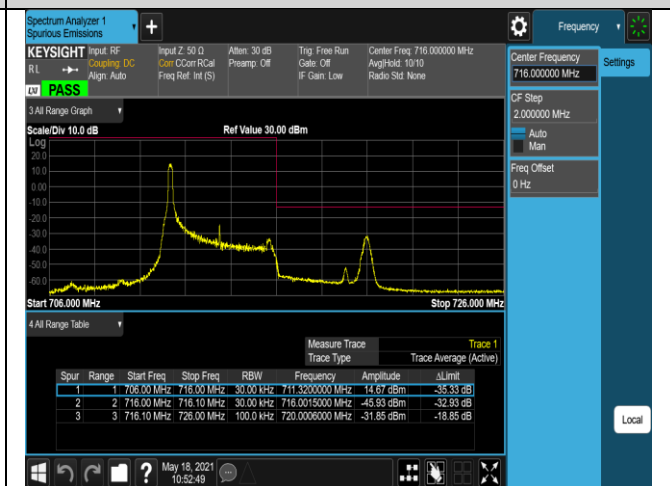 Spectrum Analyzer 1
Spurious Emissions
+
Frequency
KEYSIGHT Input: RF Input Z: 50 Ω Atten: 30 dB Trig: Free Run Center Freq: 716.000000 MHz
RL Coupling: DC Corr CCorr RCal Preamp: Off Gate: Off Avg|Hold: 10/10
Align: Auto Freq Ref: Int (S) IF Gain: Low Radio Std: None
LXI PASS
Center Frequency
716.000000 MHz
Settings
CF Step
2.000000 MHz
Auto
Man
Freq Offset
0 Hz
3 All Range Graph
Scale/Div 10.0 dB Ref Value 30.00 dBm
Log
20.0
10.0
0.00
-10.0
-20.0
-30.0
-40.0
-50.0
-60.0
Start 706.000 MHz Stop 726.000 MHz
4 All Range Table
Measure Trace Trace 1
Trace Type Trace Average (Active)
Spur Range Start Freq Stop Freq RBW Frequency Amplitude ΔLimit
1 1 706.00 MHz 716.00 MHz 30.00 kHz 711.3200000 MHz 14.67 dBm -35.33 dB
2 2 716.00 MHz 716.10 MHz 30.00 kHz 716.0015000 MHz -45.93 dBm -32.93 dB
3 3 716.10 MHz 726.00 MHz 100.0 kHz 720.0006000 MHz -31.85 dBm -18.85 dB
Local
? May 18, 2021
10:52:49